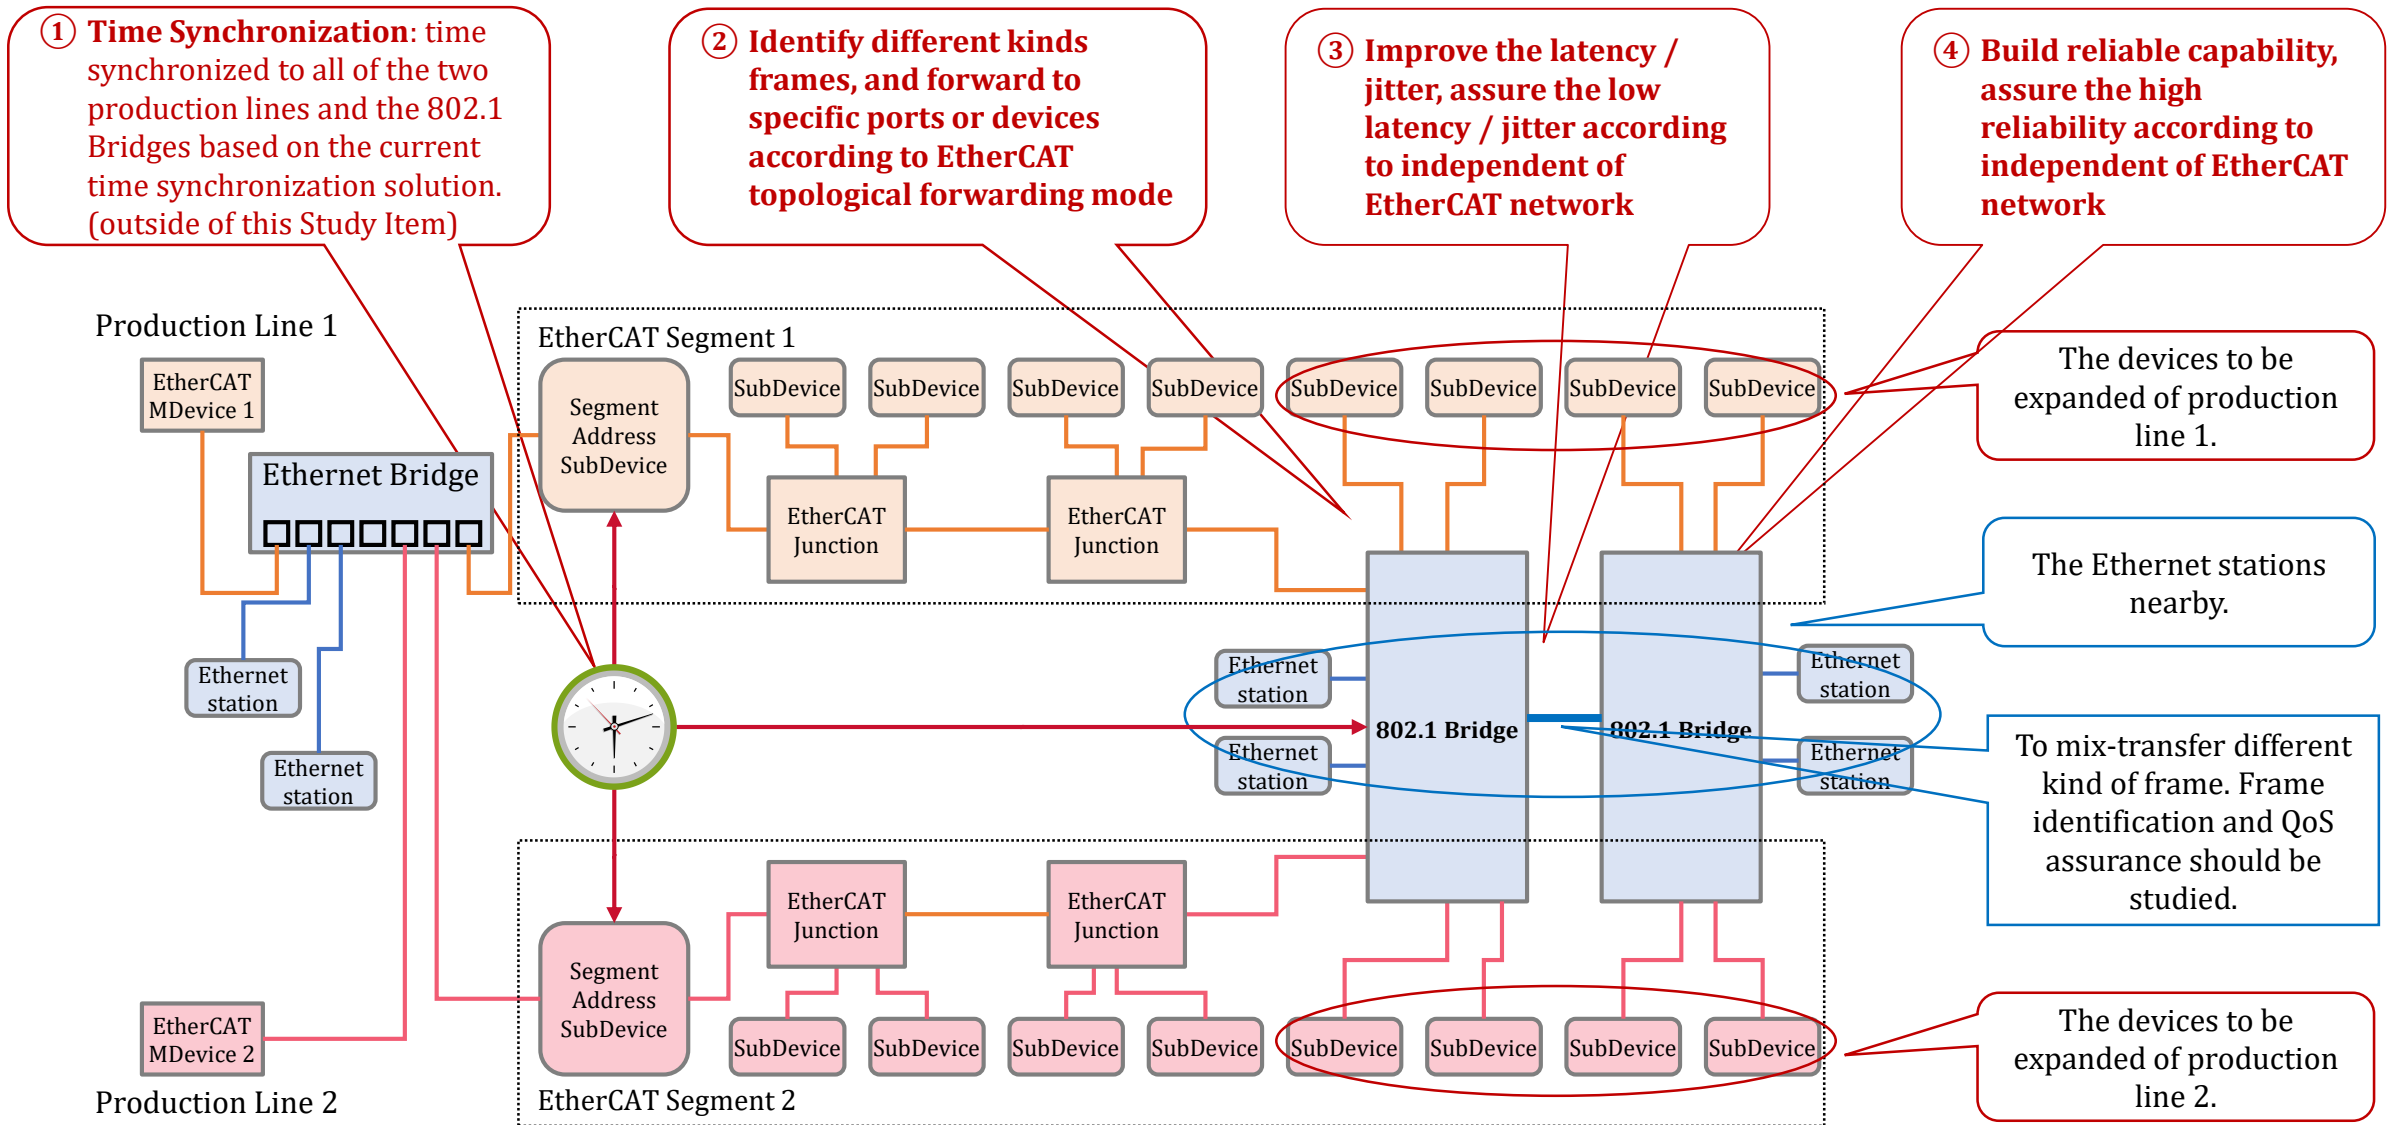 ① Time Synchronization: time
synchronized to all of the two
production lines and the 802.1
Bridges based on the current
time synchronization solution.
(outside of this Study Item)
② Identify different kinds
frames, and forward to
specific ports or devices
according to EtherCAT
topological forwarding mode
③ Improve the latency /
jitter, assure the low
latency / jitter according
to independent of
EtherCAT network
④ Build reliable capability,
assure the high
reliability according to
independent of EtherCAT
network
Production Line 1
EtherCAT
MDevice 1
Ethernet Bridge
Ethernet
station
Ethernet
station
EtherCAT Segment 1
Segment
Address
SubDevice
SubDevice
SubDevice
SubDevice
SubDevice
SubDevice
SubDevice
SubDevice
SubDevice
EtherCAT
Junction
EtherCAT
Junction
The devices to be
expanded of production
line 1.
The Ethernet stations
nearby.
Ethernet
station
Ethernet
station
802.1 Bridge
802.1 Bridge
Ethernet
station
Ethernet
station
To mix-transfer different
kind of frame. Frame
identification and QoS
assurance should be
studied.
EtherCAT
Junction
EtherCAT
Junction
Segment
Address
SubDevice
SubDevice
SubDevice
SubDevice
SubDevice
SubDevice
SubDevice
SubDevice
SubDevice
EtherCAT Segment 2
EtherCAT
MDevice 2
Production Line 2
The devices to be
expanded of production
line 2.